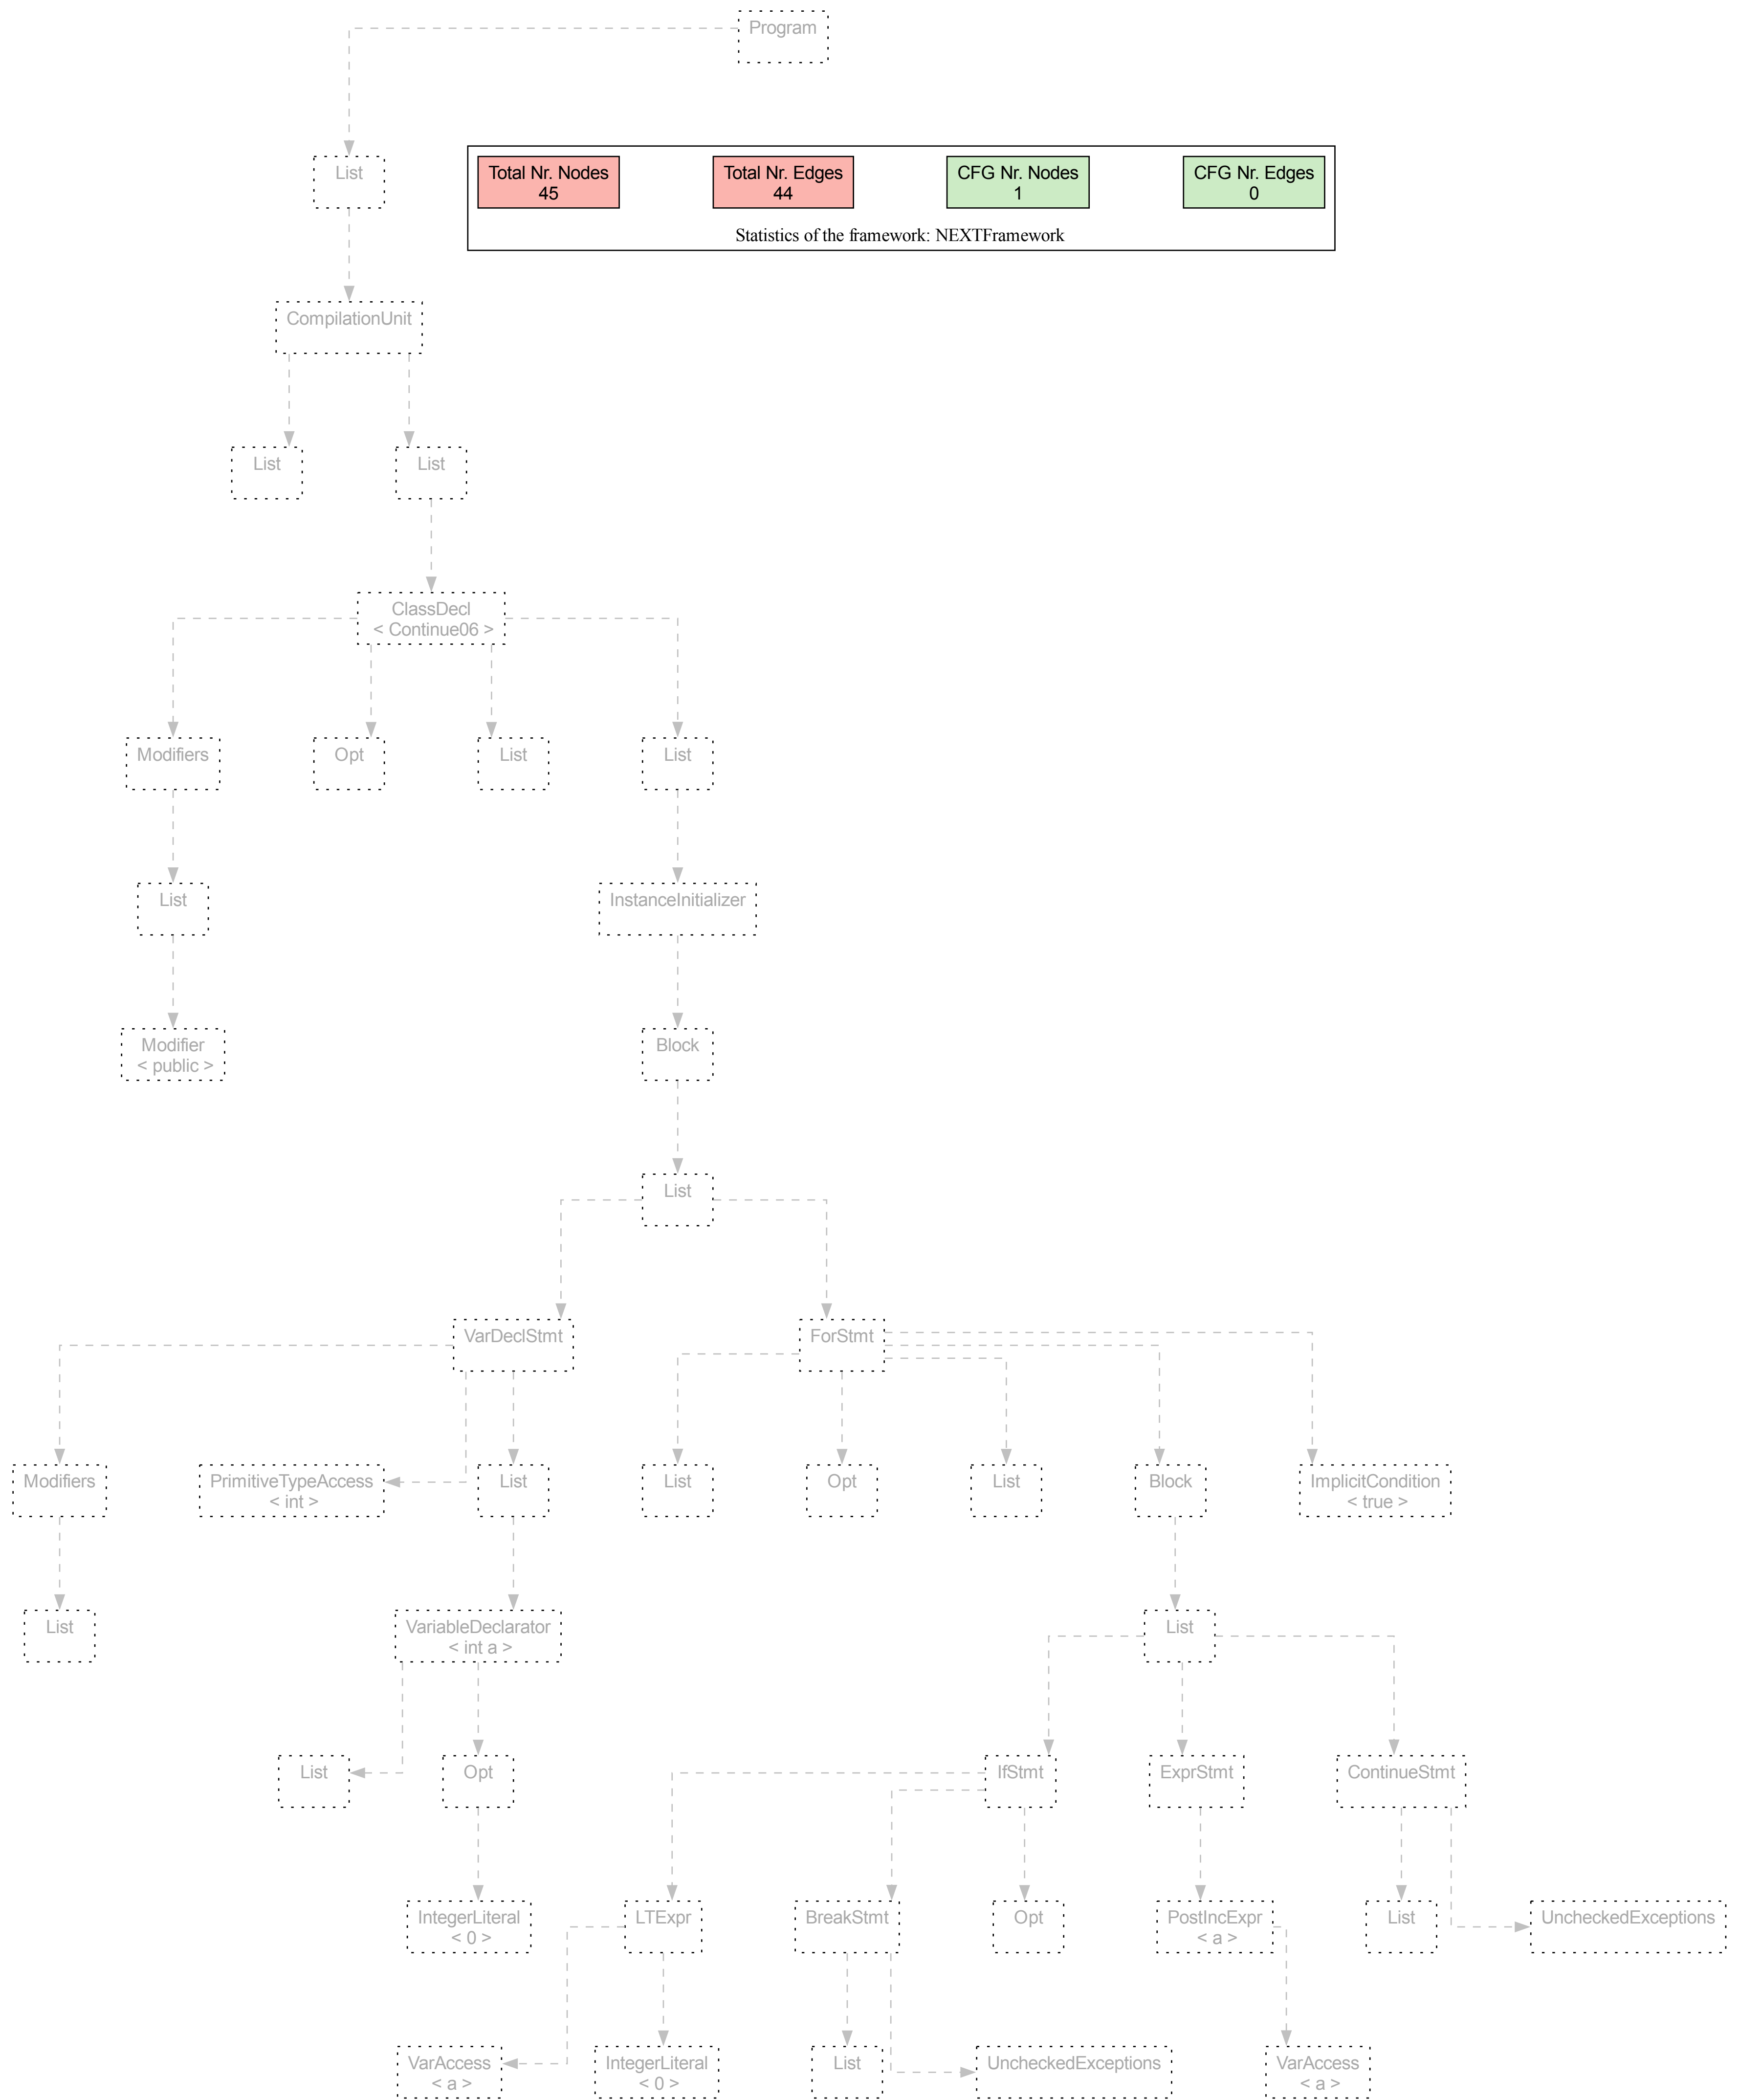 Program
List
Total Nr. Nodes
45
Total Nr. Edges
44
CFG Nr. Nodes
1
CFG Nr. Edges
0
Statistics of the framework: NEXTFramework
CompilationUnit
List
List
ClassDecl
< Continue06 >
Modifiers
Opt
List
List
List
InstanceInitializer
Modifier
< public >
Block
List
VarDeclStmt
ForStmt
Modifiers
PrimitiveTypeAccess
< int >
List
List
Opt
List
Block
ImplicitCondition
< true >
List
VariableDeclarator
< int a >
List
List
Opt
IfStmt
ExprStmt
ContinueStmt
IntegerLiteral
< 0 >
LTExpr
BreakStmt
Opt
PostIncExpr
< a >
List
UncheckedExceptions
VarAccess
< a >
IntegerLiteral
< 0 >
List
UncheckedExceptions
VarAccess
< a >